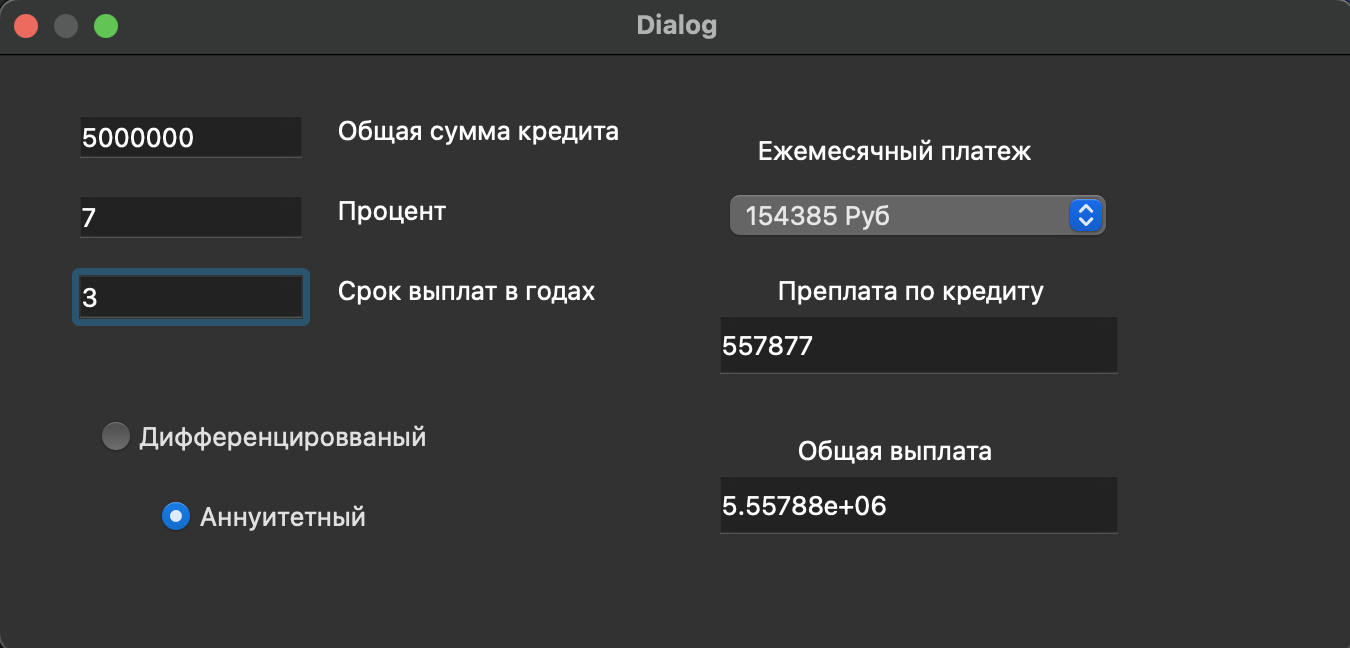 Dialog
5000000
Общая сумма кредита
7
Процент
3
Срок выплат в годах
Дифференцировваный
Аннуитетный
Ежемесячный платеж
154385 Руб
Преплата по кредиту
557877
Общая выплата
5.55788e+06